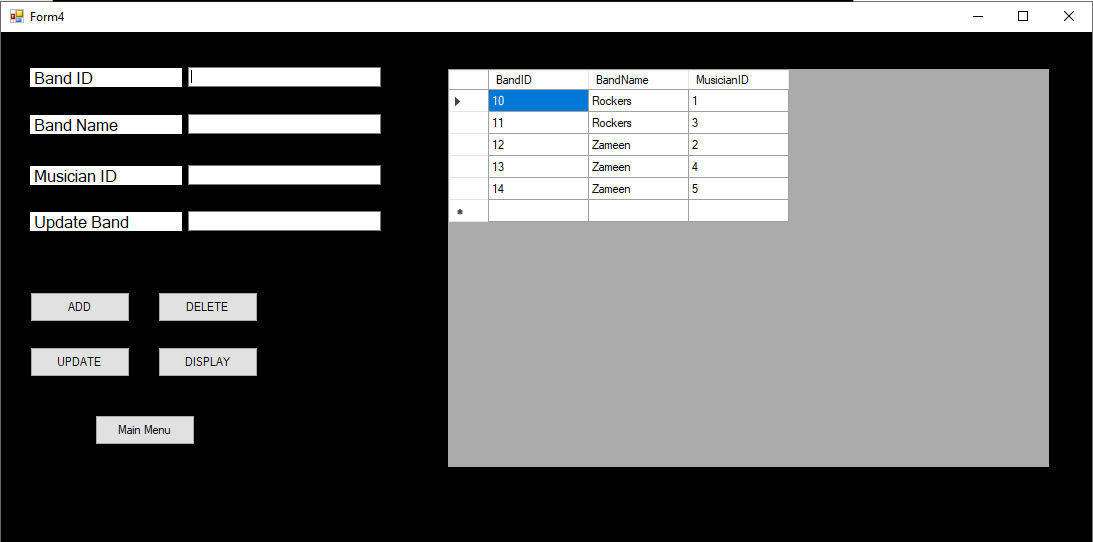 Form4
Band ID
Band Name
Musician ID
Update Band
ADD DELETE
UPDATE DISPLAY
Main Menu
BandID BandName MusicianID
10 Rockers 1
11 Rockers 3
12 Zameen 2
13 Zameen 4
14 Zameen 5